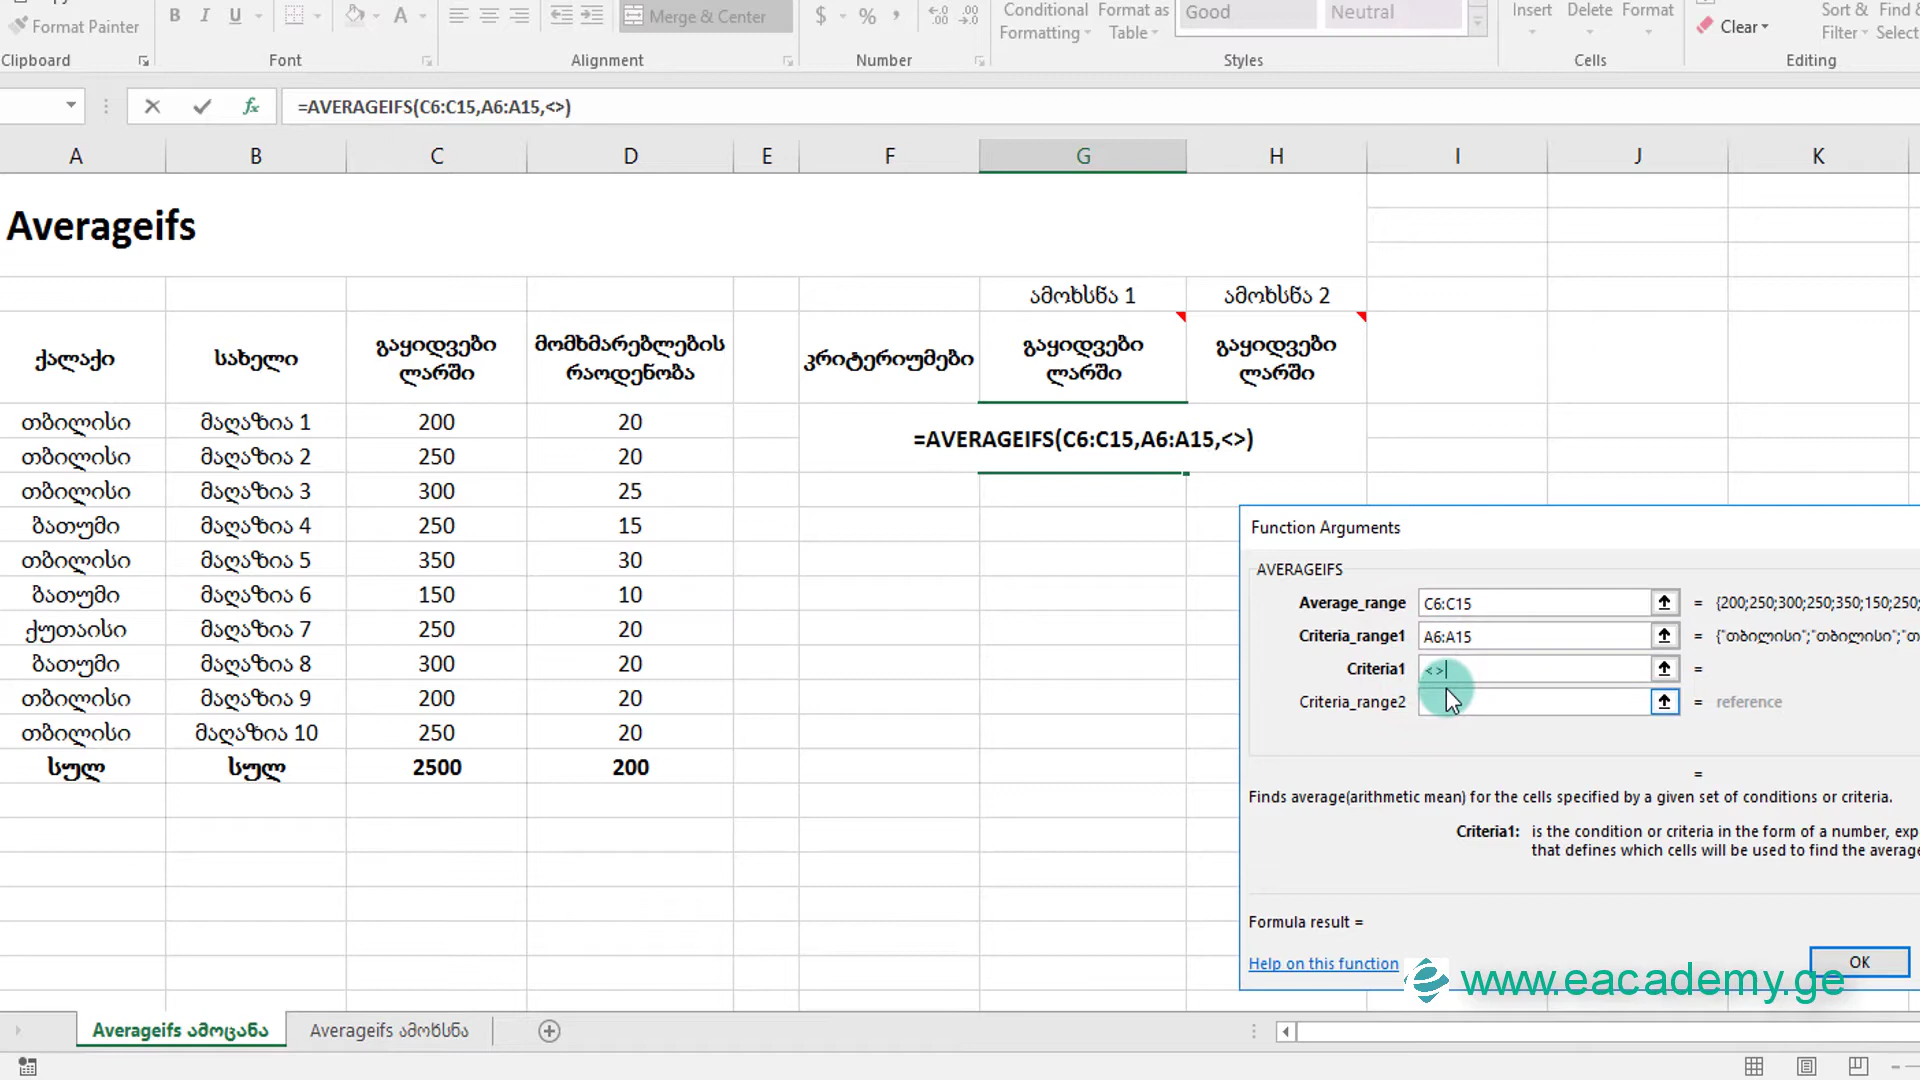 B I U A Merge & Center $ % Conditional Format as Good Neutral Insert Delete Format Sort & Find &
Format Painter Formatting Table Clear Filter Select
Clipboard Font Alignment Number Styles Cells Editing
fx =AVERAGEIFS(C6:C15,A6:A15,<>)
A B C D E F G H I J K
Averageifs
ამოხსნა 1 ამოხსნა 2
ქალაქი სახელი გაყიდვები ლარში მომხმარებლების რაოდენობა კრიტერიუმები გაყიდვები ლარში გაყიდვები ლარში
თბილისი მაღაზია 1 200 20
=AVERAGEIFS(C6:C15,A6:A15,<>)
თბილისი მაღაზია 2 250 20
თბილისი მაღაზია 3 300 25
ბათუმი მაღაზია 4 250 15
თბილისი მაღაზია 5 350 30
ბათუმი მაღაზია 6 150 10
ქუთაისი მაღაზია 7 250 20
ბათუმი მაღაზია 8 300 20
თბილისი მაღაზია 9 200 20
თბილისი მაღაზია 10 250 20
სულ სულ 2500 200
Function Arguments
AVERAGEIFS
Average_range C6:C15 = {200;250;300;250;350;150;250;
Criteria_range1 A6:A15 = {"თბილისი";"თბილისი";"თ
Criteria1 <> =
Criteria_range2 = reference
=
Finds average(arithmetic mean) for the cells specified by a given set of conditions or criteria.
Criteria1: is the condition or criteria in the form of a number, exp
that defines which cells will be used to find the average
Formula result =
Help on this function OK
www.eacademy.ge
Averageifs ამოცანა Averageifs ამოხსნა